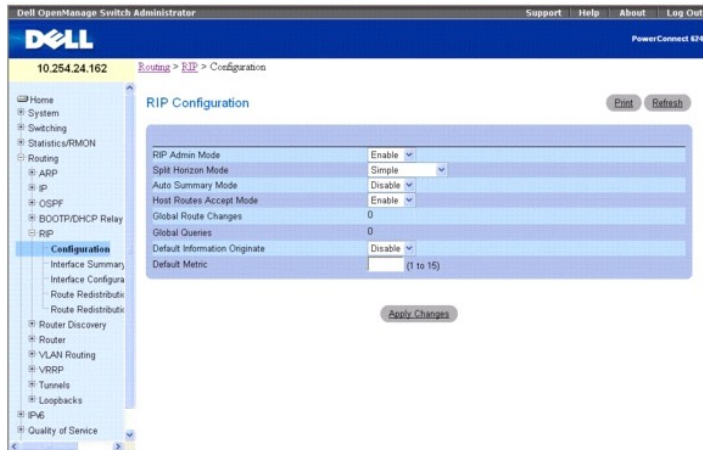 Dell OpenManage Switch Administrator
Support Help About Log Out
DELL
PowerConnect 624
10.254.24.162
Routing > RIP > Configuration
Home
System
Switching
Statistics/RMON
Routing
ARP
IP
OSPF
BOOTP/DHCP Relay
RIP
Configuration
Interface Summary
Interface Configura
Route Redistributic
Route Redistributic
Router Discovery
Router
VLAN Routing
VRRP
Tunnels
Loopbacks
IPv6
Quality of Service
RIP Configuration
Print Refresh
RIP Admin Mode Enable
Split Horizon Mode Simple
Auto Summary Mode Disable
Host Routes Accept Mode Enable
Global Route Changes 0
Global Queries 0
Default Information Originate Disable
Default Metric (1 to 15)
Apply Changes